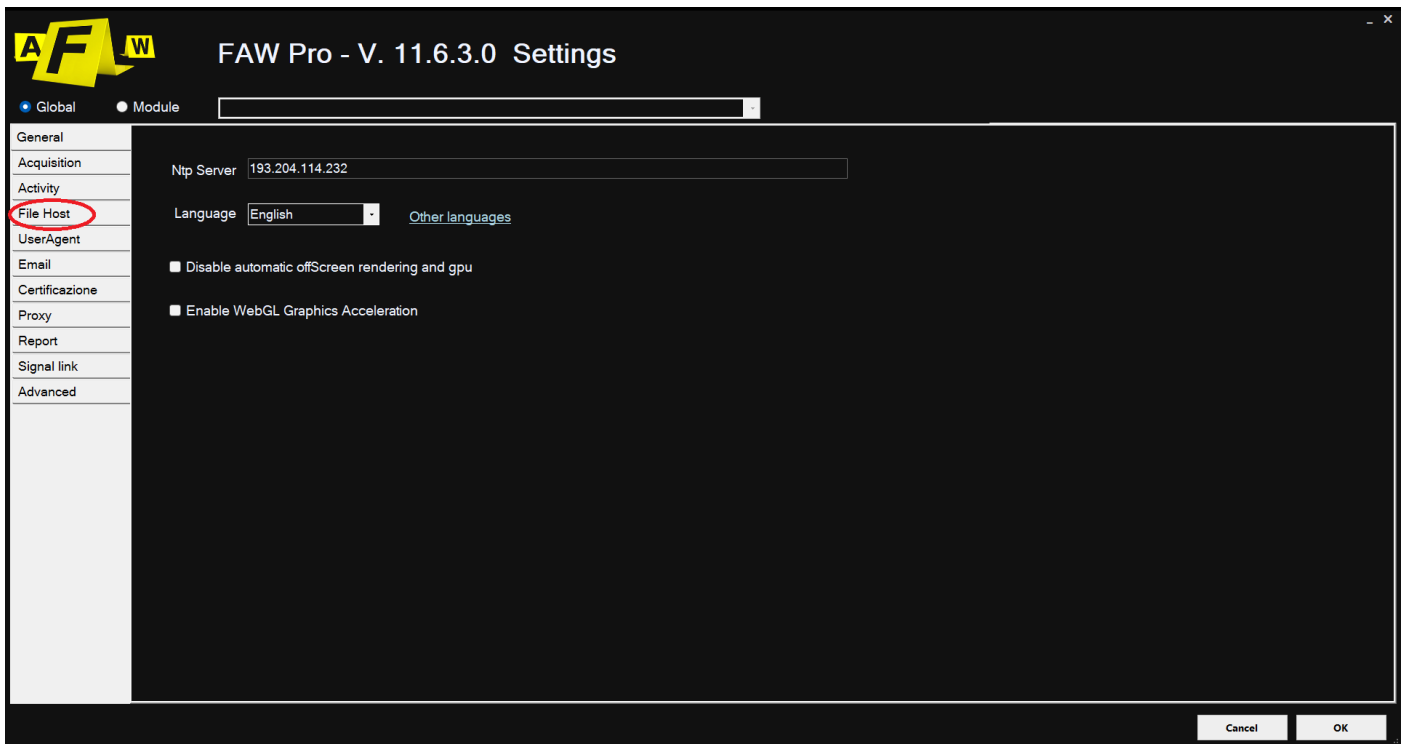 AFW
FAW Pro - V. 11.6.3.0 Settings
Global Module
General
Acquisition
Activity
File Host
UserAgent
Email
Certificazione
Proxy
Report
Signal link
Advanced
Ntp Server 193.204.114.232
Language English Other languages
Disable automatic offScreen rendering and gpu
Enable WebGL Graphics Acceleration
Cancel OK